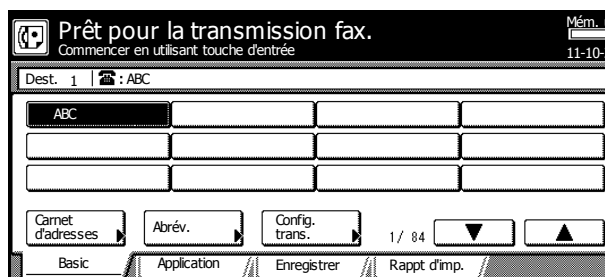 Prêt pour la transmission fax.
Commencer en utilisant touche d'entrée
Mém.
11-10-
Dest. 1 ☎: ABC
ABC
Carnet d'adresses
Abrév.
Config. trans.
1/ 84
Basic
Application
Enregistrer
Rappt d'imp.